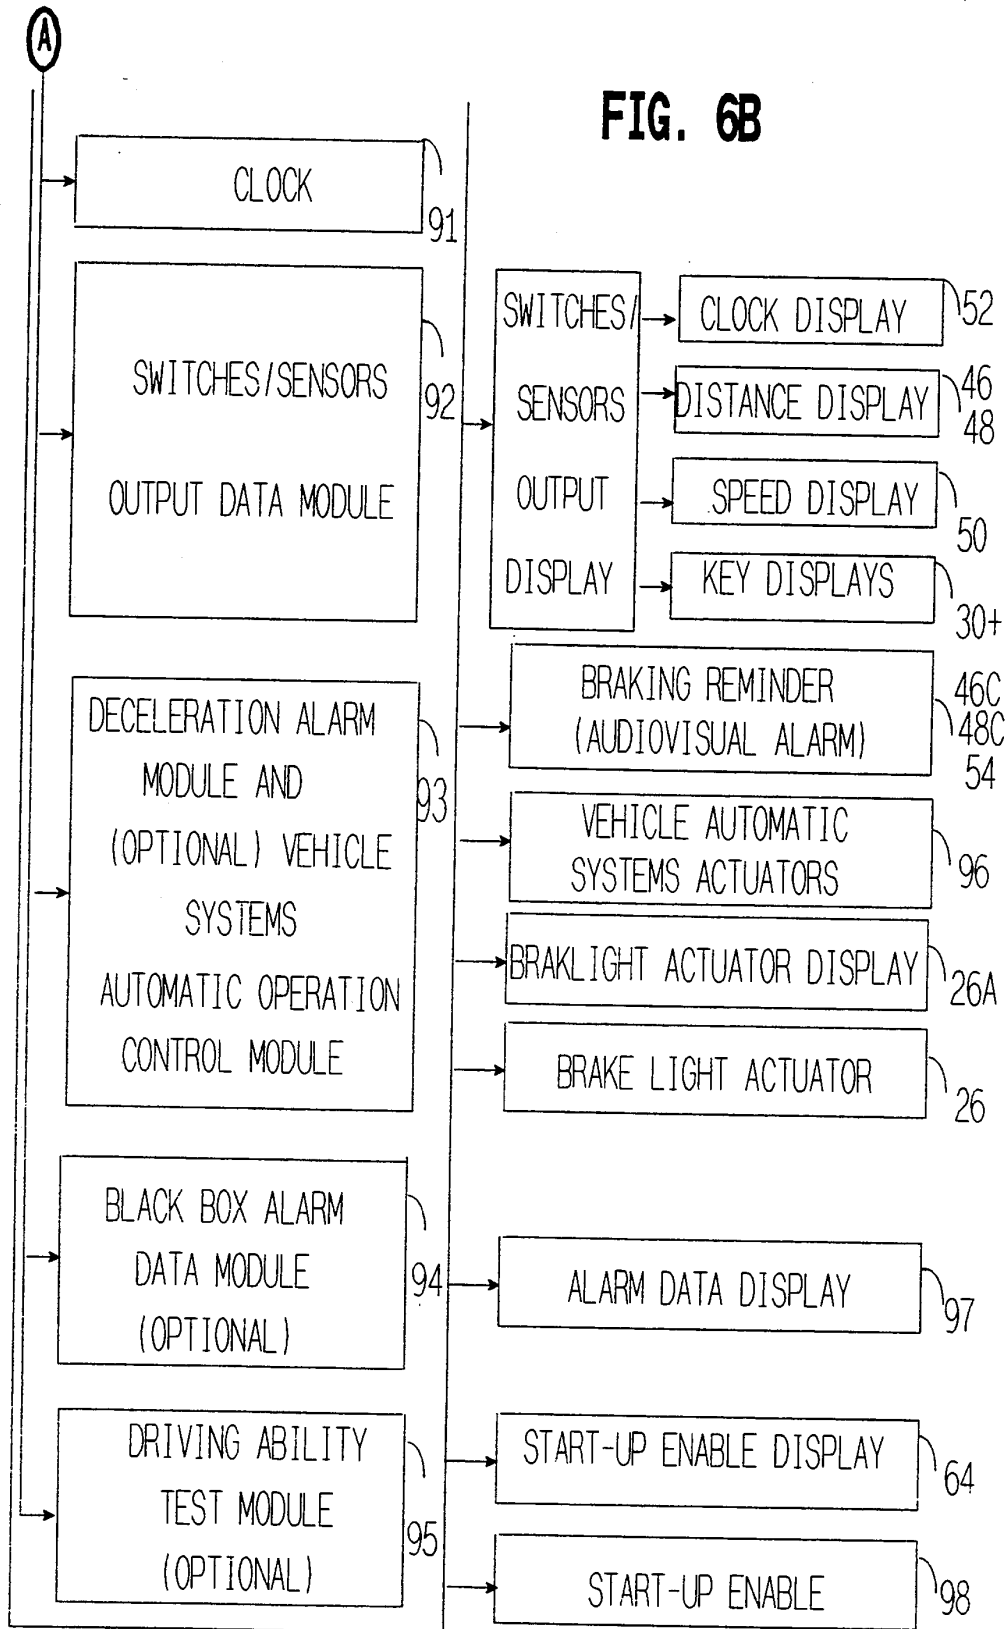 A
FIG. 6B
CLOCK
91
SWITCHES/SENSORS
OUTPUT DATA MODULE
92
SWITCHES/
SENSORS
OUTPUT
DISPLAY
CLOCK DISPLAY
52
DISTANCE DISPLAY
46
48
SPEED DISPLAY
50
KEY DISPLAYS
30+
DECELERATION ALARM
MODULE AND
(OPTIONAL) VEHICLE
SYSTEMS
AUTOMATIC OPERATION
CONTROL MODULE
93
BRAKING REMINDER
(AUDIOVISUAL ALARM)
46C
48C
54
VEHICLE AUTOMATIC
SYSTEMS ACTUATORS
96
BRAKLIGHT ACTUATOR DISPLAY
26A
BRAKE LIGHT ACTUATOR
26
BLACK BOX ALARM
DATA MODULE
(OPTIONAL)
94
ALARM DATA DISPLAY
97
DRIVING ABILITY
TEST MODULE
(OPTIONAL)
95
START-UP ENABLE DISPLAY
64
START-UP ENABLE
98